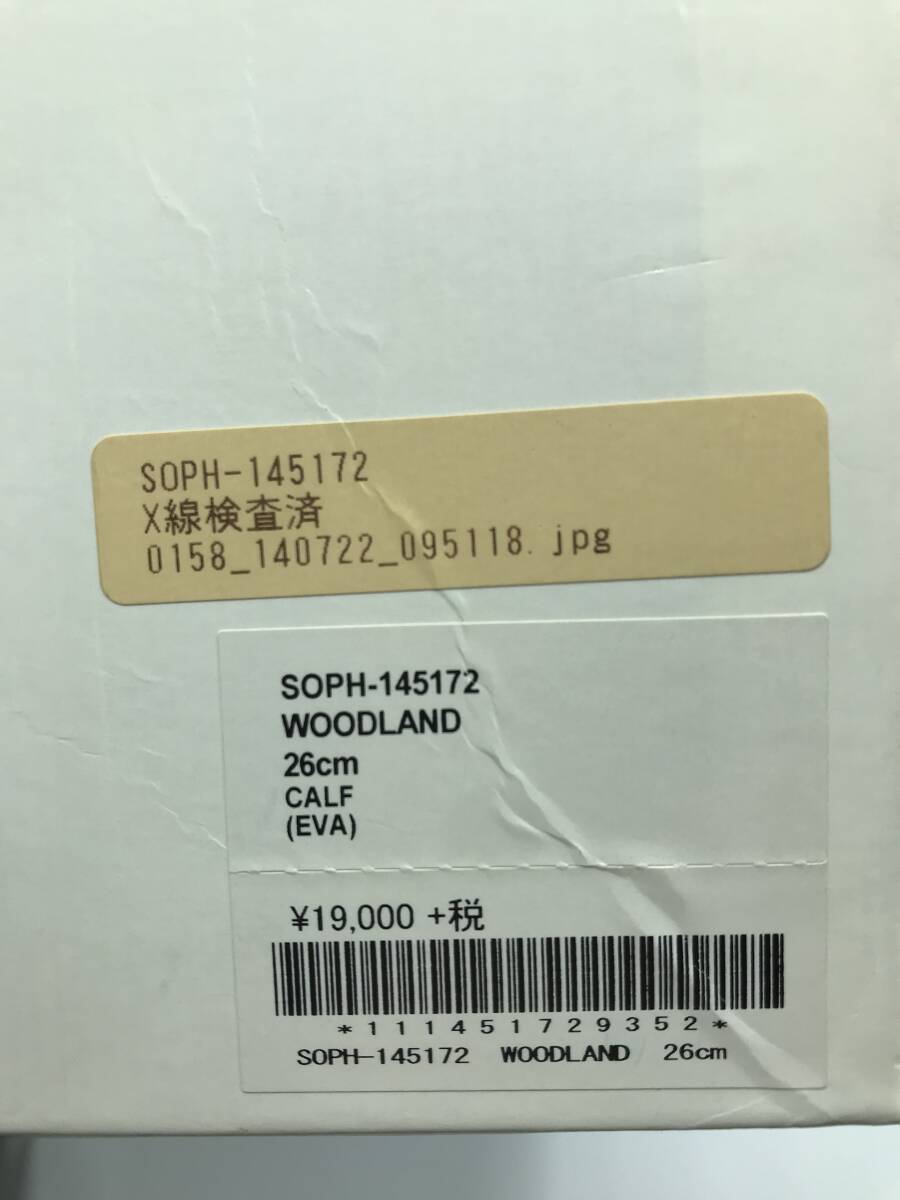 SOPH-145172
X線検査済
0158_140722_095118.jpg
SOPH-145172
WOODLAND
26cm
CALF
(EVA)
¥19,000 +税
*111451729352*
SOPH-145172 WOODLAND 26cm